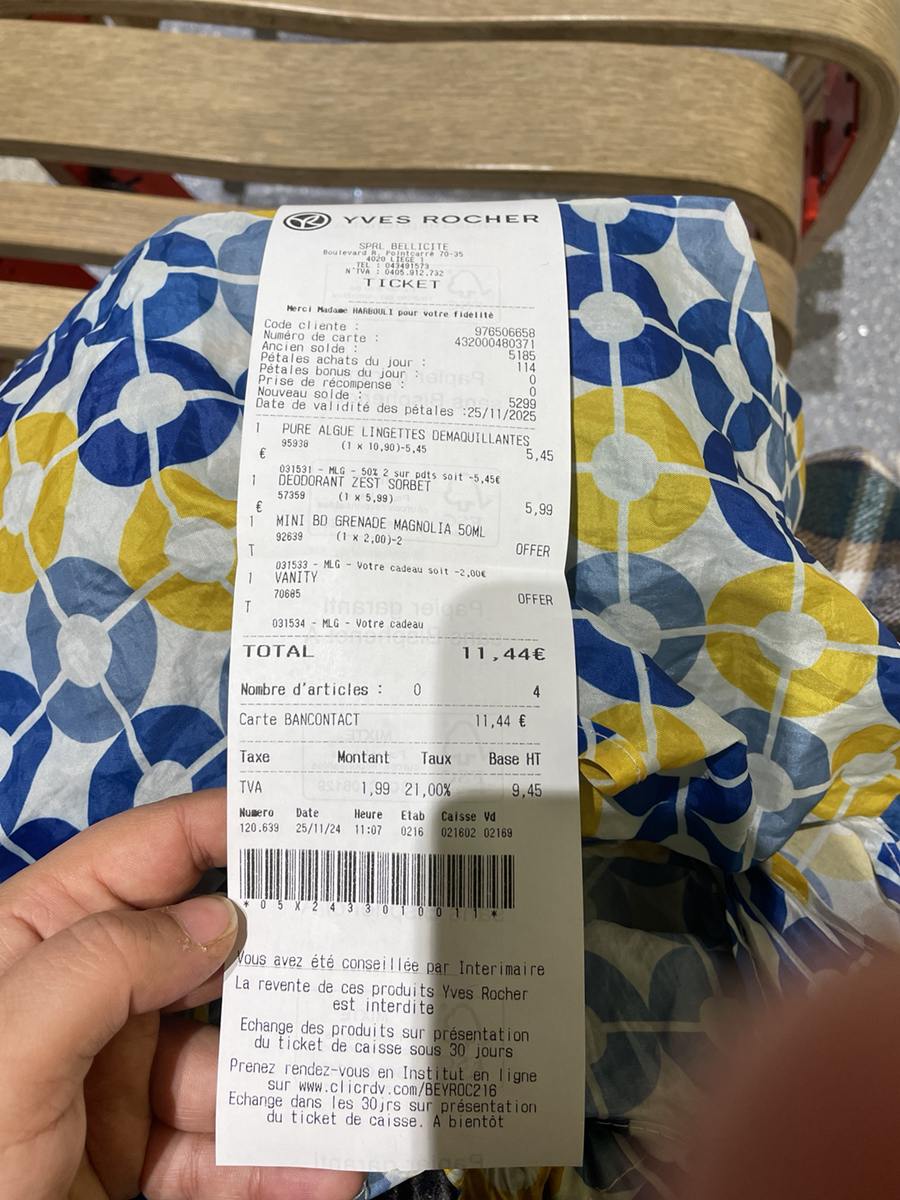 YVES ROCHER
SPRL BELLICITE
Boulevard R. Pointcarré 70-35
4020 LIEGE 1
TEL : 043491573
N°TVA : 0405.912.732
TICKET
Merci Madame HARBOULI pour votre fidélité
Code cliente : 976506658
Numéro de carte : 432000480371
Ancien solde : 5185
Pétales achats du jour : 114
Pétales bonus du jour : 0
Prise de récompense : 0
Nouveau solde : 5299
Date de validité des pétales :25/11/2025
1 PURE ALGUE LINGETTES DEMAQUILLANTES
95938 (1 x 10,90)-5,45
€ 5,45
031531 - MLG - 50% 2 sur pdts soit -5,45€
1 DEODORANT ZEST SORBET
57359 (1 x 5,99)
€ 5,99
1 MINI BD GRENADE MAGNOLIA 50ML
92639 (1 x 2,00)-2
T OFFER
031533 - MLG - Votre cadeau soit -2,00€
1 VANITY
70685
T OFFER
031534 - MLG - Votre cadeau
TOTAL 11,44€
Nombre d'articles : 0 4
Carte BANCONTACT 11,44 €
Taxe Montant Taux Base HT
TVA 1,99 21,00% 9,45
Numero Date Heure Etab Caisse Vd
120.639 25/11/24 11:07 0216 021602 02169
*05X2433010011*
Vous avez été conseillée par Interimaire
La revente de ces produits Yves Rocher
est interdite
Echange des produits sur présentation
du ticket de caisse sous 30 jours
Prenez rendez-vous en Institut en ligne
sur www.clicrdv.com/BEYROC216
Echange dans les 30jrs sur présentation
du ticket de caisse. A bientôt